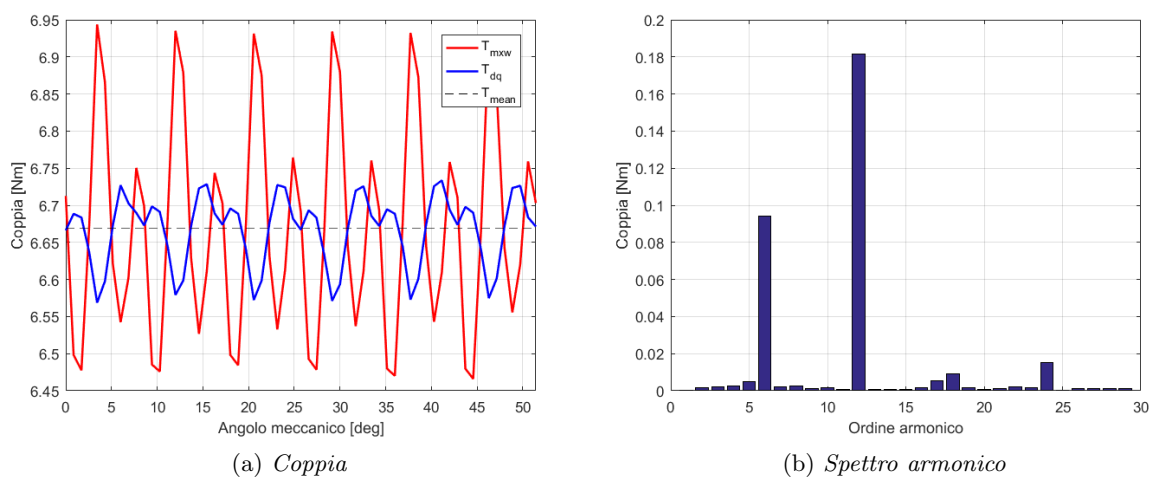 6.95
6.9
6.85
6.8
6.75
6.7
6.65
6.6
6.55
6.5
6.45
Coppia [Nm]
0 5 10 15 20 25 30 35 40 45 50
Angolo meccanico [deg]
T_mxw
T_dq
T_mean
(a) Coppia
0.2
0.18
0.16
0.14
0.12
0.1
0.08
0.06
0.04
0.02
0
Coppia [Nm]
0 5 10 15 20 25 30
Ordine armonico
(b) Spettro armonico